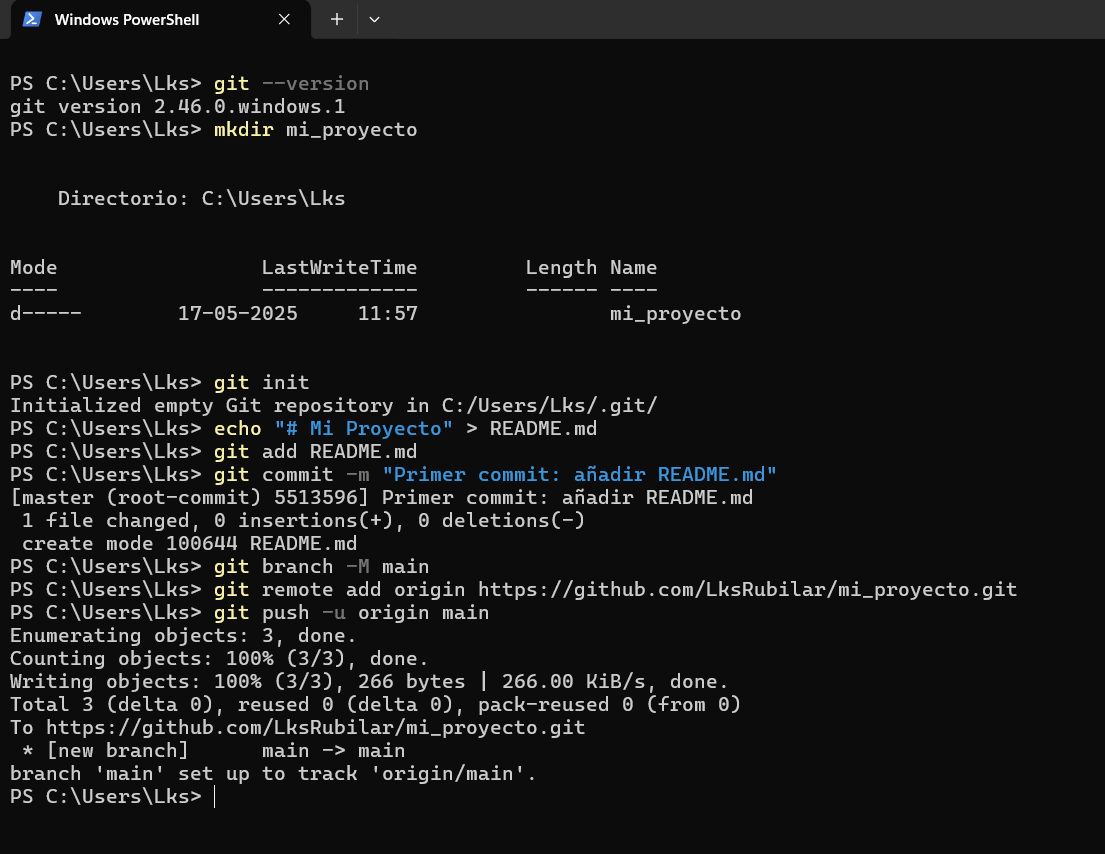 Windows PowerShell
PS C:\Users\Lks> git --version
git version 2.46.0.windows.1
PS C:\Users\Lks> mkdir mi_proyecto
    Directorio: C:\Users\Lks
Mode                 LastWriteTime         Length Name
----                 -------------         ------ ----
d-----        17-05-2025     11:57                mi_proyecto
PS C:\Users\Lks> git init
Initialized empty Git repository in C:/Users/Lks/.git/
PS C:\Users\Lks> echo "# Mi Proyecto" > README.md
PS C:\Users\Lks> git add README.md
PS C:\Users\Lks> git commit -m "Primer commit: añadir README.md"
[master (root-commit) 5513596] Primer commit: añadir README.md
 1 file changed, 0 insertions(+), 0 deletions(-)
 create mode 100644 README.md
PS C:\Users\Lks> git branch -M main
PS C:\Users\Lks> git remote add origin https://github.com/LksRubilar/mi_proyecto.git
PS C:\Users\Lks> git push -u origin main
Enumerating objects: 3, done.
Counting objects: 100% (3/3), done.
Writing objects: 100% (3/3), 266 bytes | 266.00 KiB/s, done.
Total 3 (delta 0), reused 0 (delta 0), pack-reused 0 (from 0)
To https://github.com/LksRubilar/mi_proyecto.git
 * [new branch]      main -> main
branch 'main' set up to track 'origin/main'.
PS C:\Users\Lks>